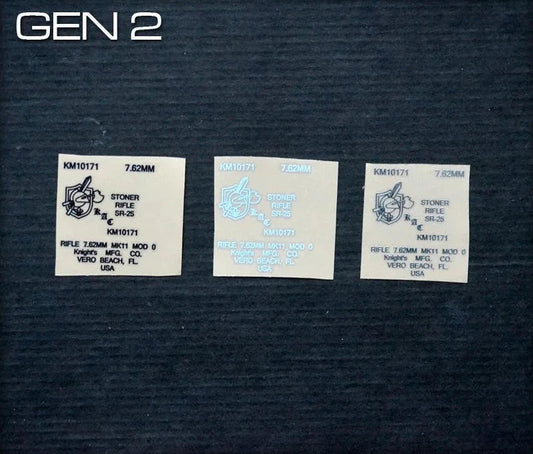 GEN 2
KM10171 7.62MM
STONER
RIFLE
SR-25
K A C
KM10171
RIFLE 7.62MM MK11 MOD 0
Knight's MFG. CO.
VERO BEACH, FL.
USA
KM10171 7.62MM
STONER
RIFLE
SR-25
K A C
KM10171
RIFLE 7.62MM MK11 MOD 0
Knight's MFG. CO.
VERO BEACH, FL.
USA
KM10171 7.62MM
STONER
RIFLE
SR-25
K A C
KM10171
RIFLE 7.62MM MK11 MOD 0
Knight's MFG. CO.
VERO BEACH, FL.
USA